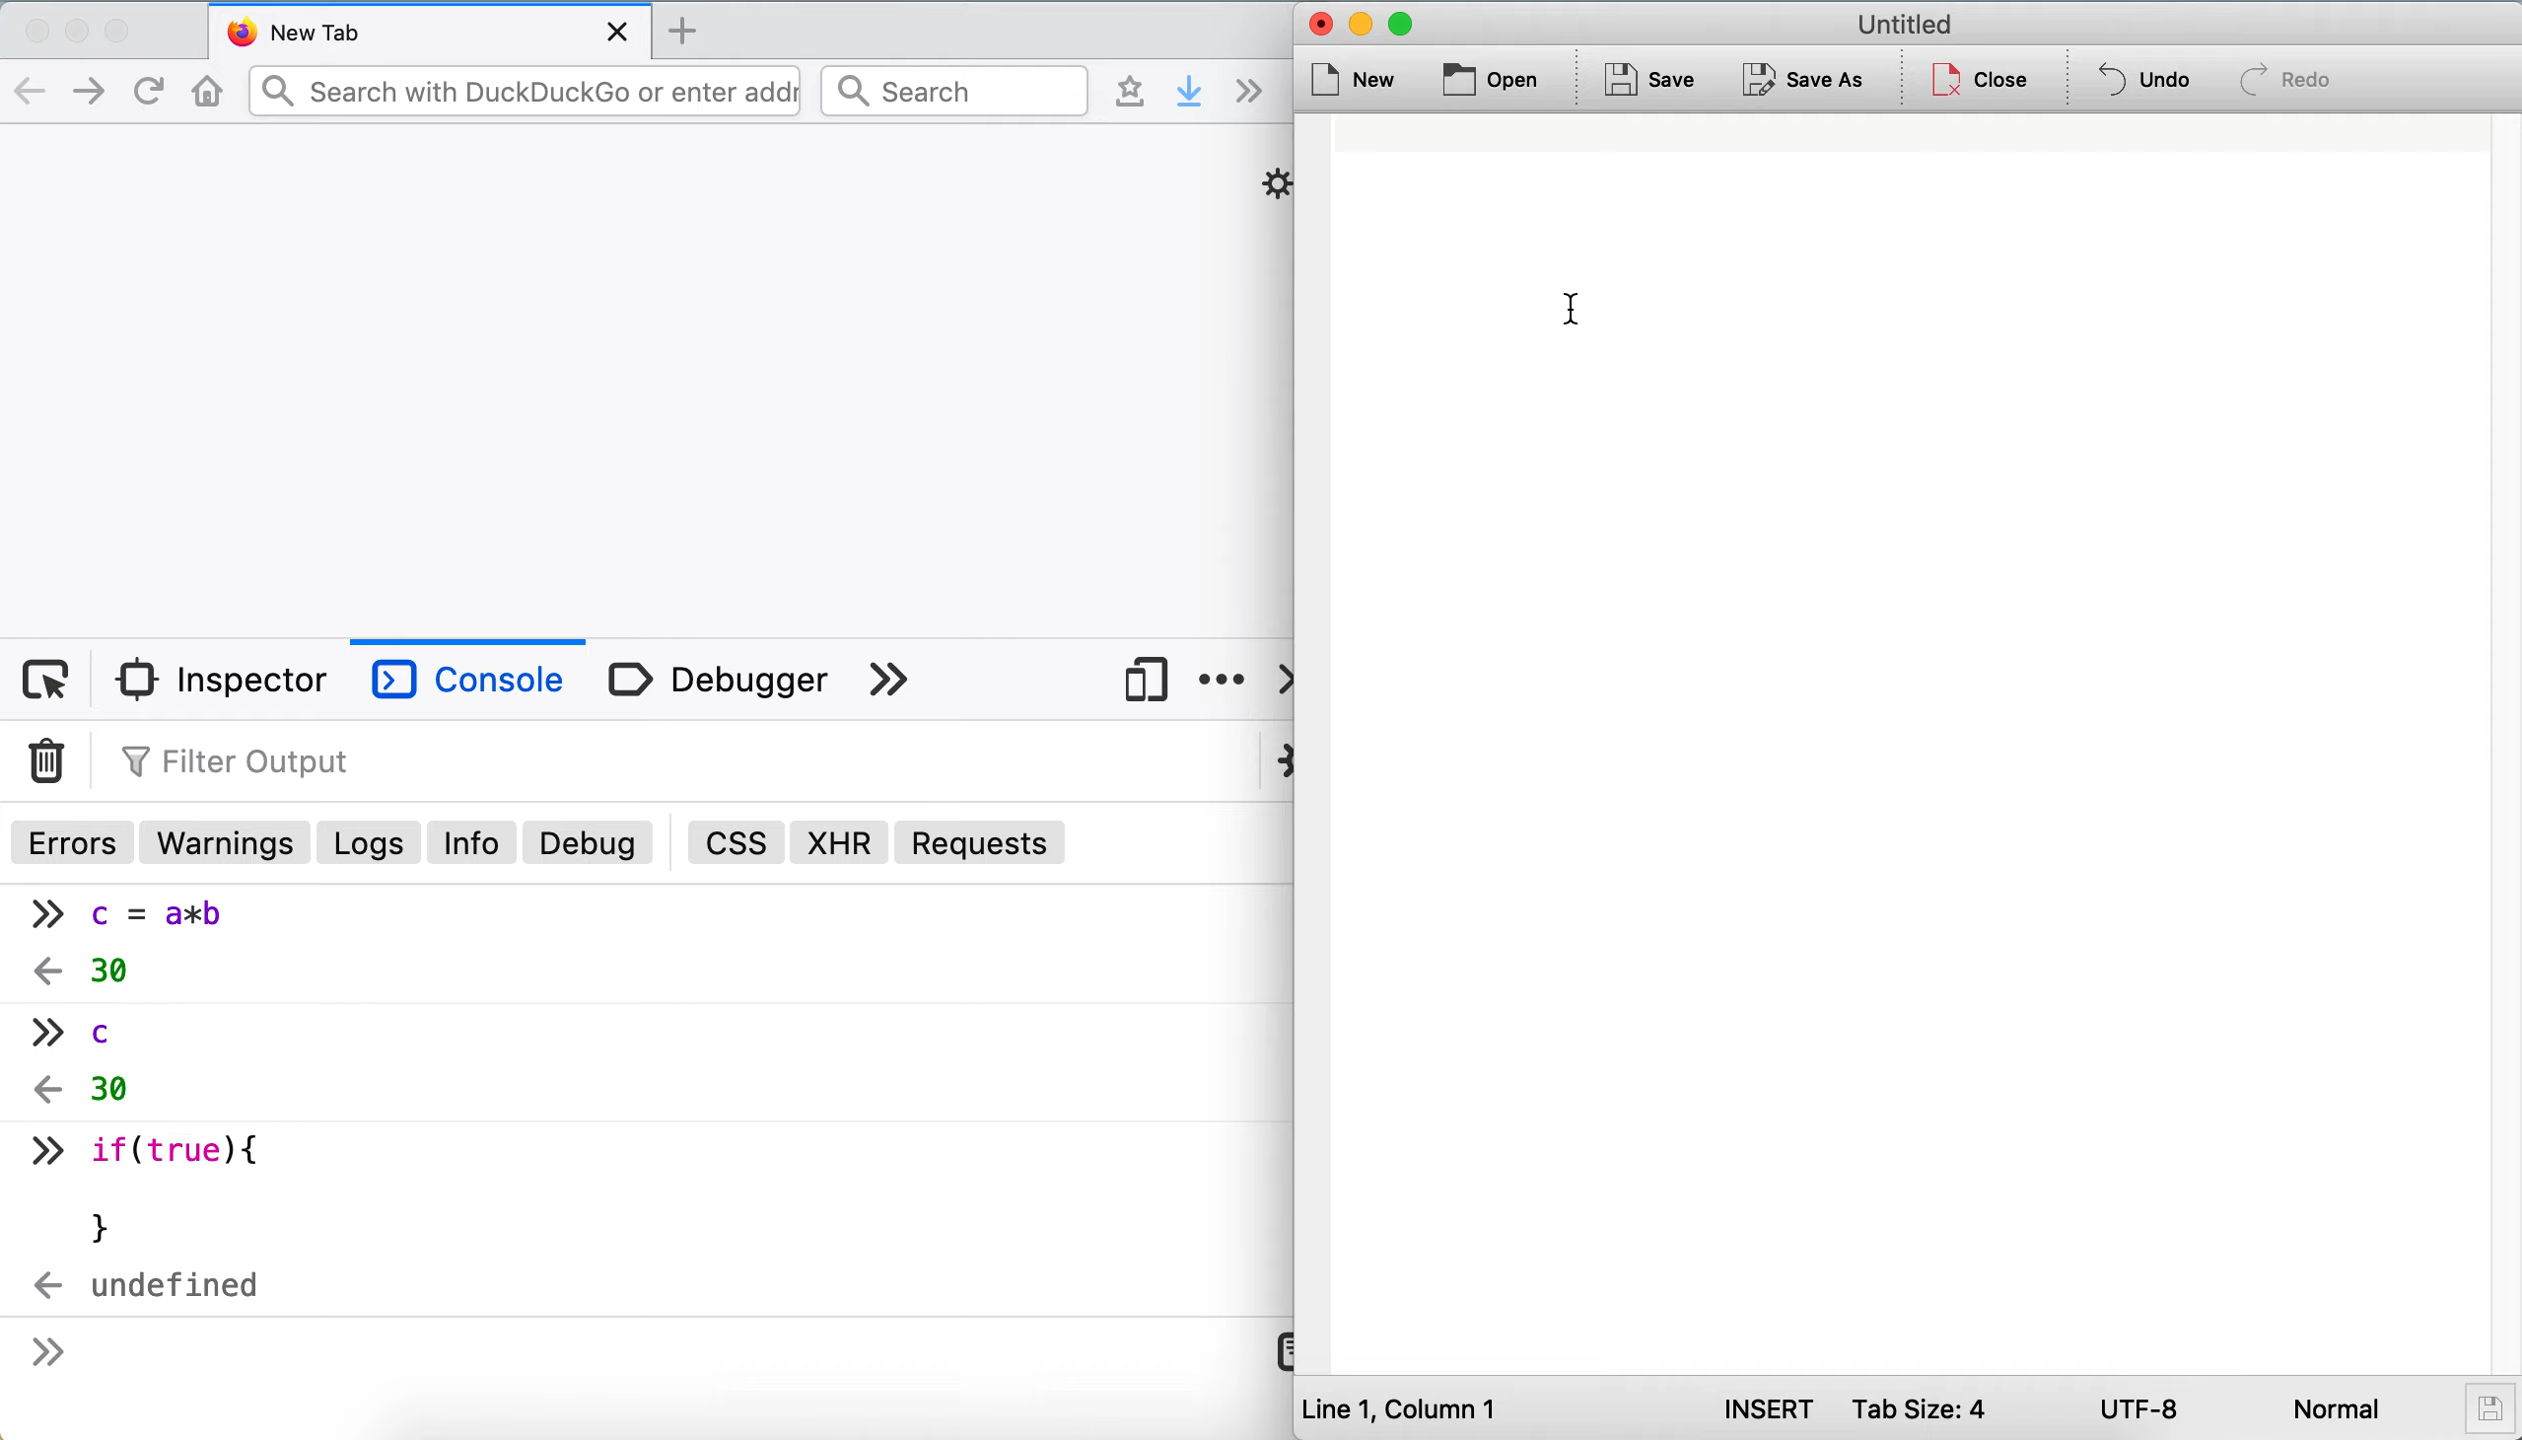 New Tab
Search with DuckDuckGo or enter addr
Search
Inspector
Console
Debugger
Filter Output
Errors
Warnings
Logs
Info
Debug
CSS
XHR
Requests
c = a*b
30
c
30
if(true){
}
undefined
Untitled
New
Open
Save
Save As
Close
Undo
Redo
Line 1, Column 1
INSERT
Tab Size: 4
UTF-8
Normal